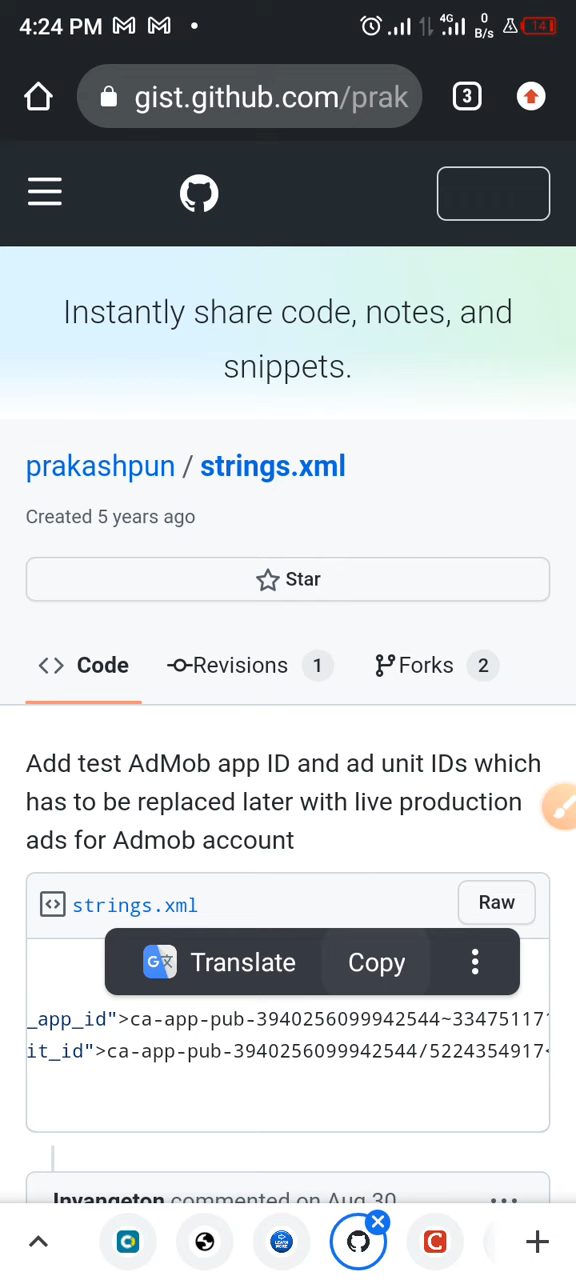 4:24 PM
4G
0
B/s
14
gist.github.com/prak
3
Instantly share code, notes, and
snippets.
prakashpun / strings.xml
Created 5 years ago
Star
Code
Revisions 1
Forks 2
Add test AdMob app ID and ad unit IDs which
has to be replaced later with live production
ads for Admob account
strings.xml
Raw
Translate
Copy
_app_id">ca-app-pub-3940256099942544~334751171
it_id">ca-app-pub-3940256099942544/5224354917<
Invangeton commented on Aug 30